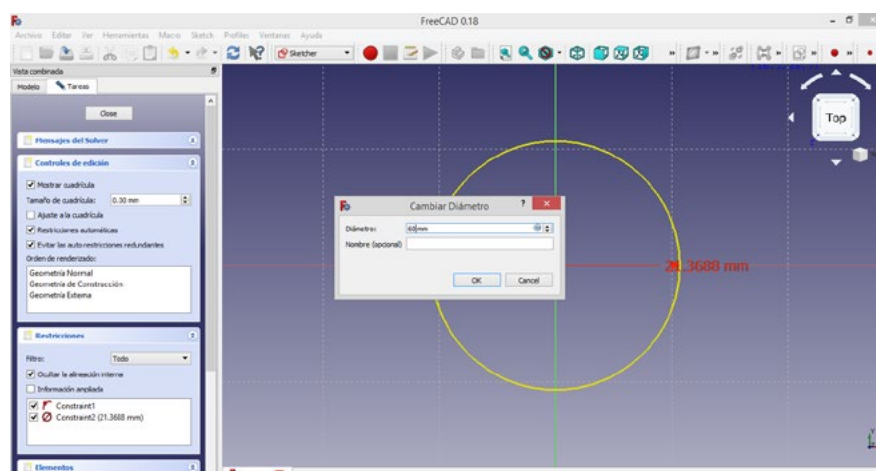 FreeCAD 0.18
Archivo Editar Ver Herramientas Macro Sketch Profiles Ventanas Ayuda
Sketcher
Vista combinada
Modelo Tareas
Close
Mensajes del Solver
Controles de edición
Mostrar cuadrícula
Tamaño de cuadrícula: 0.30 mm
Ajuste a la cuadrícula
Restricciones automáticas
Evitar las auto restricciones redundantes
Orden de renderizado:
Geometría Normal
Geometría de Construcción
Geometría Externa
Restricciones
Filtro: Todo
Ocultar la alineación interna
Información ampliada
Constraint1
Constraint2 (21.3688 mm)
Elementos
Cambiar Diámetro
Diámetro: 60 mm
Nombre (opcional)
OK Cancel
21.3688 mm
Top